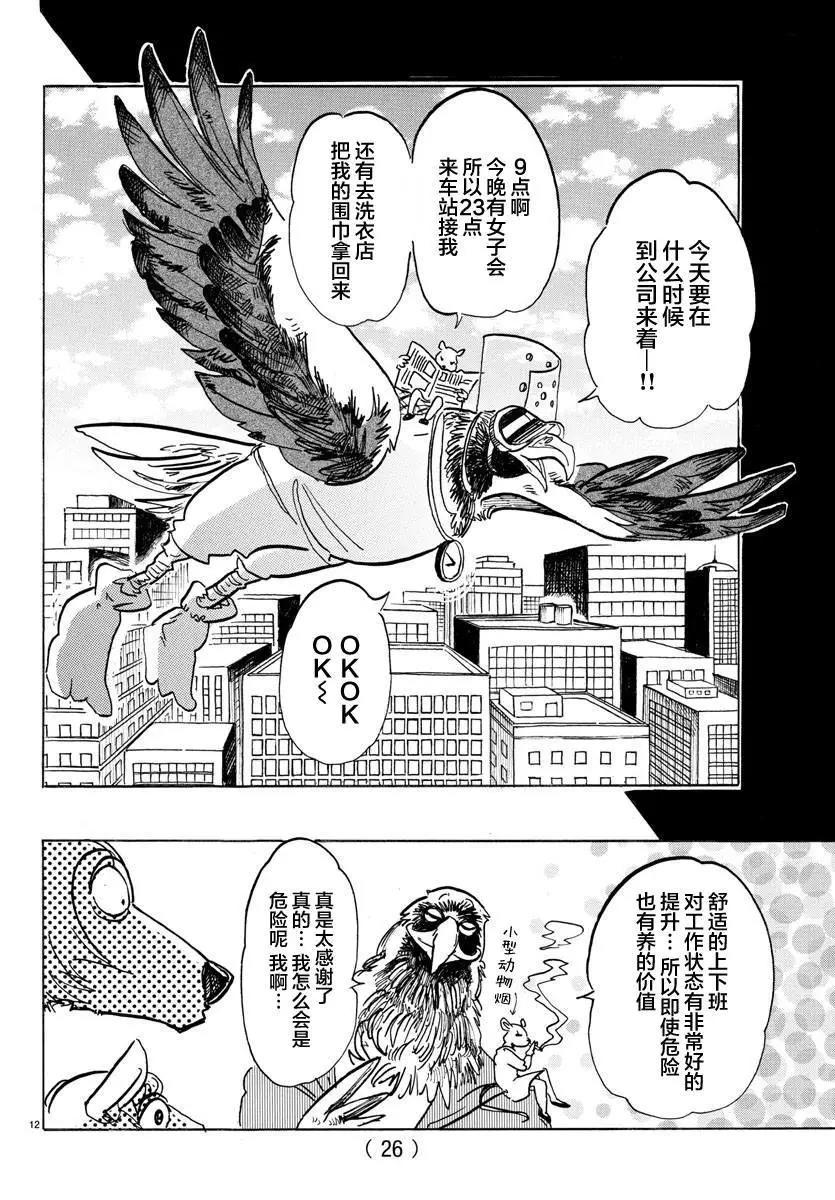 今天要在
什么时候
到公司来着—!!
9点啊
今晚有女子会
所以23点
来车站接我
还有去洗衣店
把我的围巾拿回来
OKOK
OK~
舒适的上下班
对工作状态有非常好的
提升…所以即使危险
也有养的价值
小型动物烟
真是太感谢了
真的…我怎么会是
危险呢 我啊…
12
(26)